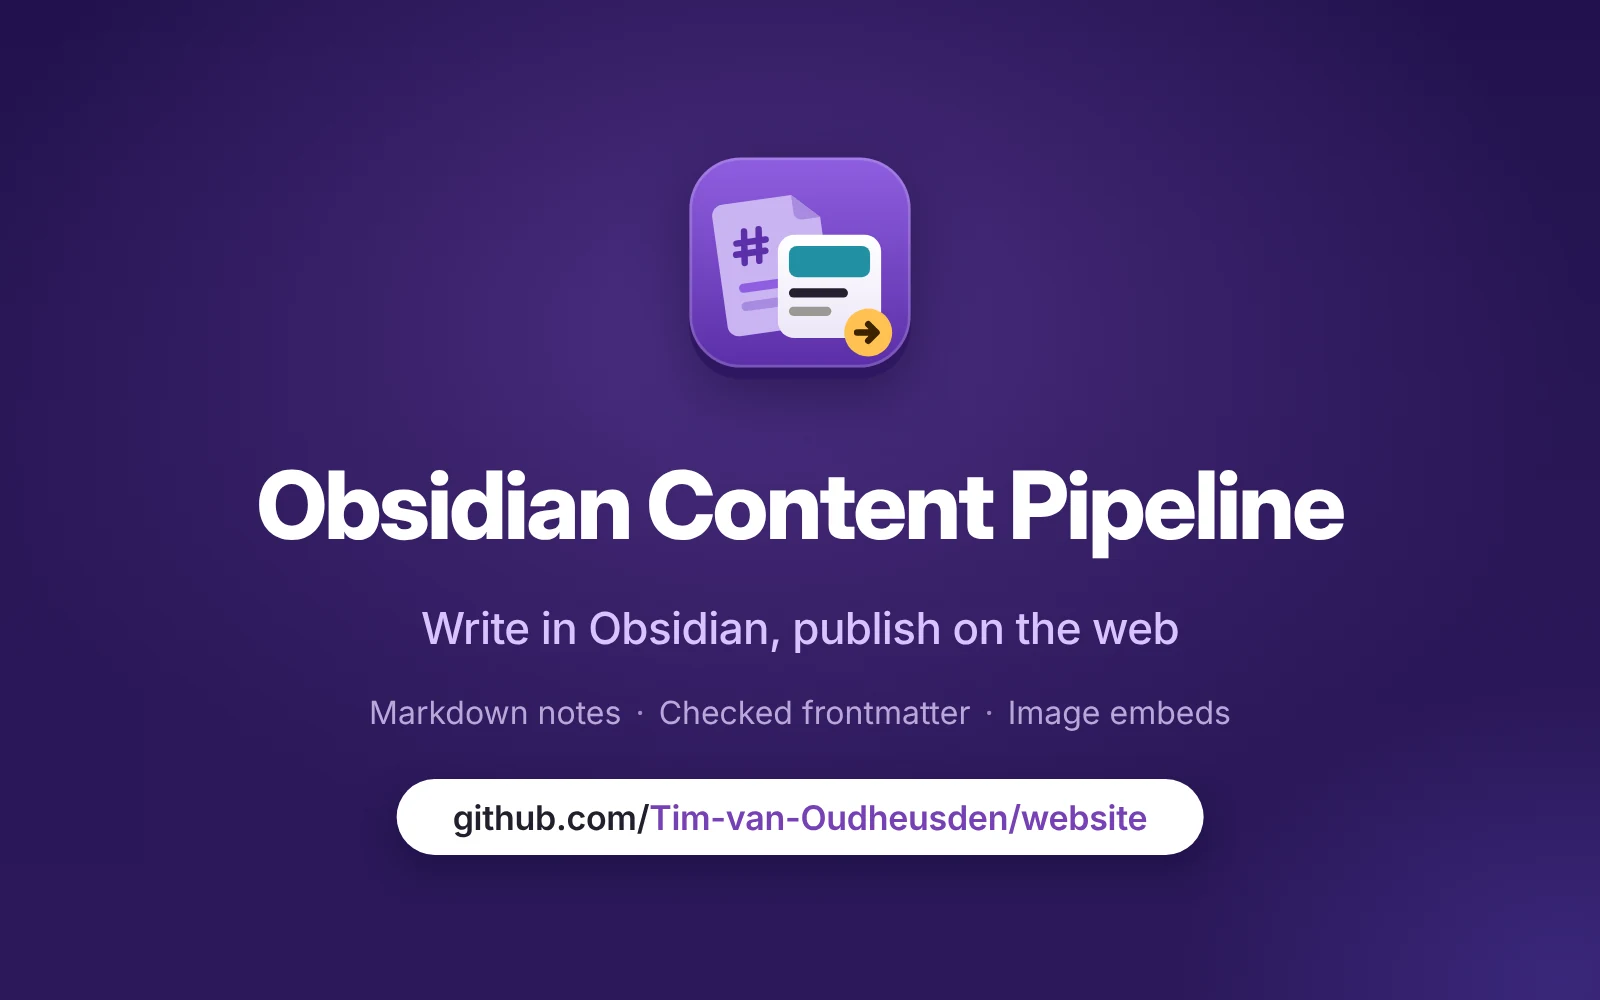 #
Obsidian Content Pipeline
Write in Obsidian, publish on the web
Markdown notes · Checked frontmatter · Image embeds
github.com/Tim-van-Oudheusden/website